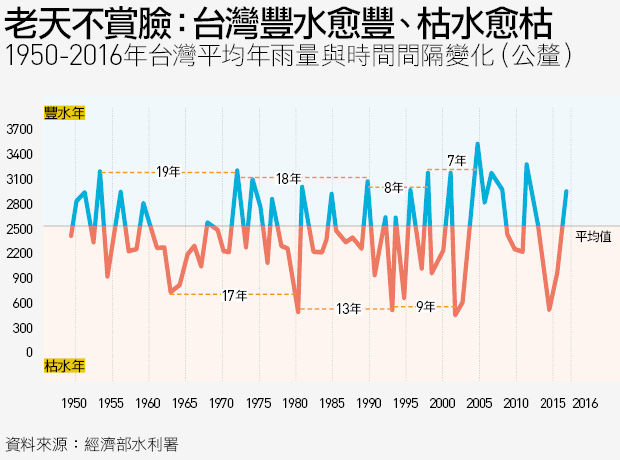 老天不賞臉：台灣豐水愈豐、枯水愈枯
1950-2016年台灣平均年雨量與時間間隔變化（公釐）
豐水年
3700
3400
3100
2800
2500
2200
900
600
300
0
19年
18年
8年
7年
平均值
17年
13年
9年
枯水年
1950 1955 1960 1965 1970 1975 1980 1985 1990 1995 2000 2005 2010 2015 2016
資料來源：經濟部水利署